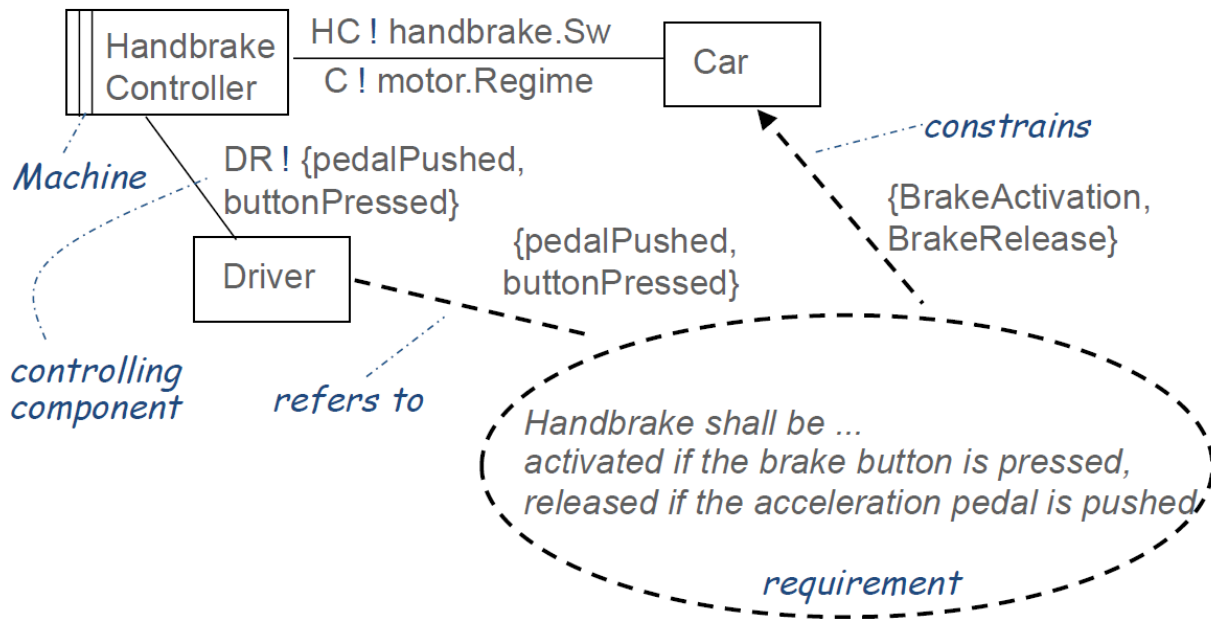 Handbrake
Controller
HC ! handbrake.Sw
C ! motor.Regime
Car
constrains
Machine
DR ! {pedalPushed,
buttonPressed}
{BrakeActivation,
BrakeRelease}
{pedalPushed,
buttonPressed}
Driver
controlling
component
refers to
Handbrake shall be ...
activated if the brake button is pressed,
released if the acceleration pedal is pushed
requirement